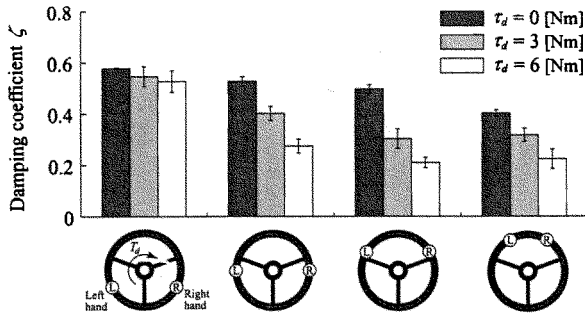 Damping coefficient ζ
0.8
0.6
0.4
0.2
0
τd = 0 [Nm]
τd = 3 [Nm]
τd = 6 [Nm]
Td
L
R
Left hand
Right hand
L
R
L
R
L
R